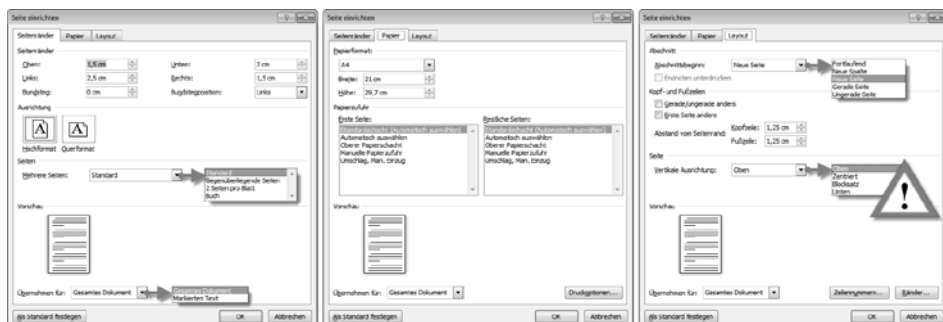 Seite einrichten
Seitenränder Papier Layout
Seitenränder
Oben: 1,5 cm Unten: 2 cm
Links: 2,5 cm Rechts: 1,5 cm
Bundsteg: 0 cm Bundstegposition: Links
Ausrichtung
Hochformat Querformat
Seiten
Mehrere Seiten: Standard
Standard
Gegenüberliegende Seiten
2 Seiten pro Blatt
Buch
Vorschau
Übernehmen für: Gesamtes Dokument
Gesamtes Dokument
Markierten Text
Als Standard festlegen OK Abbrechen
Seite einrichten
Seitenränder Papier Layout
Papierformat:
A4
Breite: 21 cm
Höhe: 29,7 cm
Papierzufuhr
Erste Seite: Restliche Seiten:
Standardschacht (Automatisch auswählen) Standardschacht (Automatisch auswählen)
Automatisch auswählen Automatisch auswählen
Oberer Papierschacht Oberer Papierschacht
Manuelle Papierzufuhr Manuelle Papierzufuhr
Umschlag, Man. Einzug Umschlag, Man. Einzug
Vorschau
Übernehmen für: Gesamtes Dokument Druckoptionen...
Als Standard festlegen OK Abbrechen
Seite einrichten
Seitenränder Papier Layout
Abschnitt
Abschnittsbeginn: Neue Seite
Fortlaufend
Neue Spalte
Neue Seite
Gerade Seite
Ungerade Seite
Endnoten unterdrücken
Kopf- und Fußzeilen
Gerade/ungerade anders
Erste Seite anders
Abstand vom Seitenrand: Kopfzeile: 1,25 cm
Fußzeile: 1,25 cm
Seite
Vertikale Ausrichtung: Oben
Oben
Zentriert
Blocksatz
Unten
!
Vorschau
Übernehmen für: Gesamtes Dokument Zeilennummern... Ränder...
Als Standard festlegen OK Abbrechen